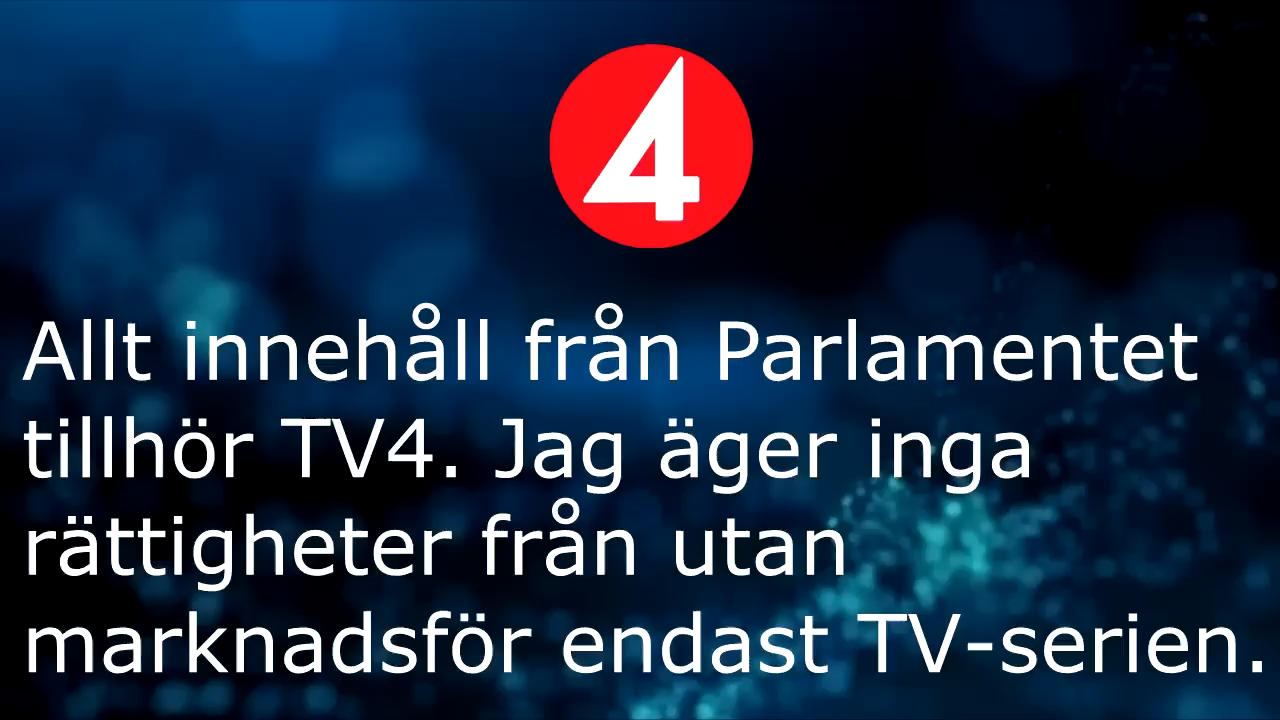 4
Allt innehåll från Parlamentet
tillhör TV4. Jag äger inga
rättigheter från utan
marknadsför endast TV-serien.